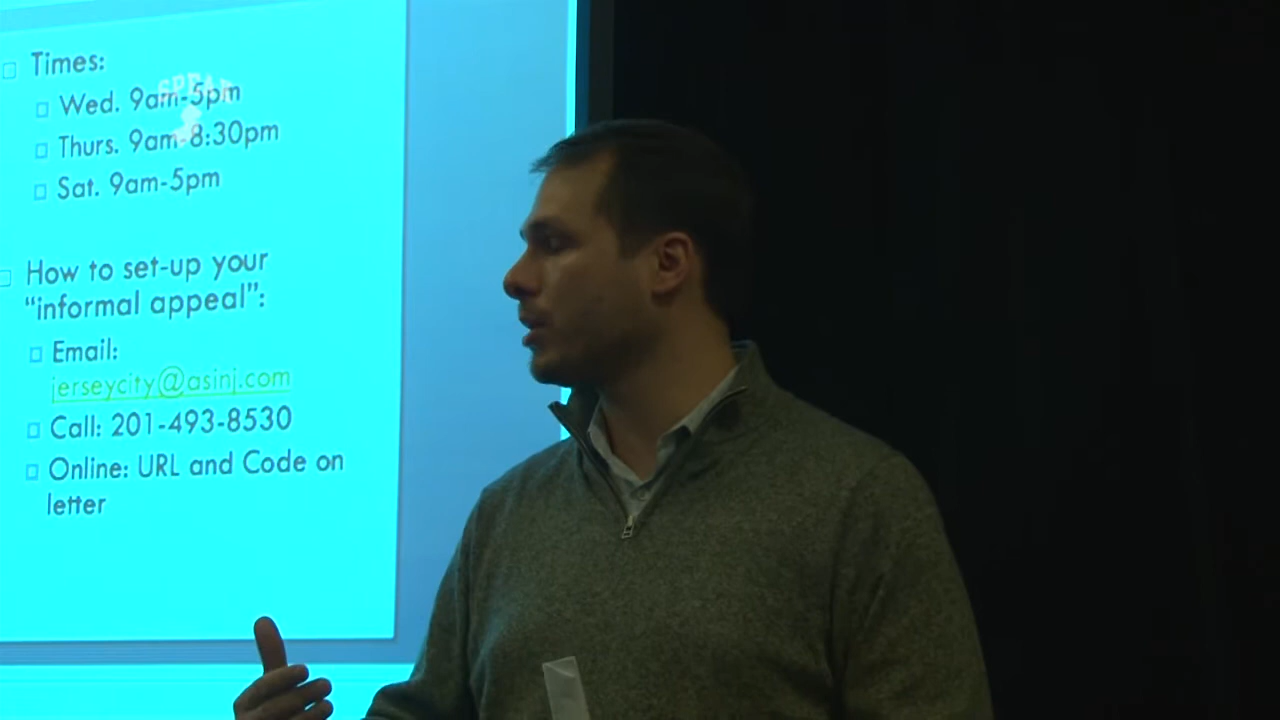 Times:
Wed. 9am-5pm
Thurs. 9am-8:30pm
Sat. 9am-5pm
How to set-up your
"informal appeal":
Email:
jerseycity@asinj.com
Call: 201-493-8530
Online: URL and Code on
letter